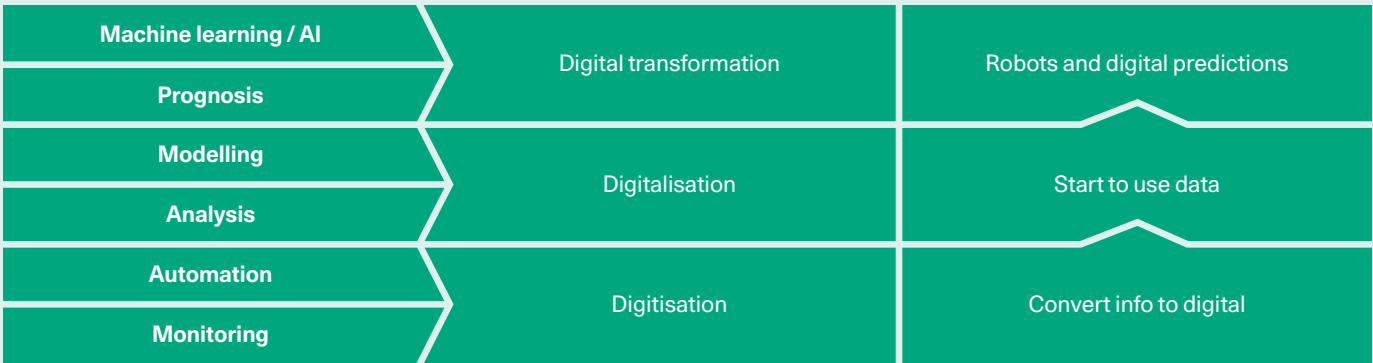 Machine learning / AI
Prognosis
Digital transformation
Robots and digital predictions
Modelling
Analysis
Digitalisation
Start to use data
Automation
Monitoring
Digitisation
Convert info to digital